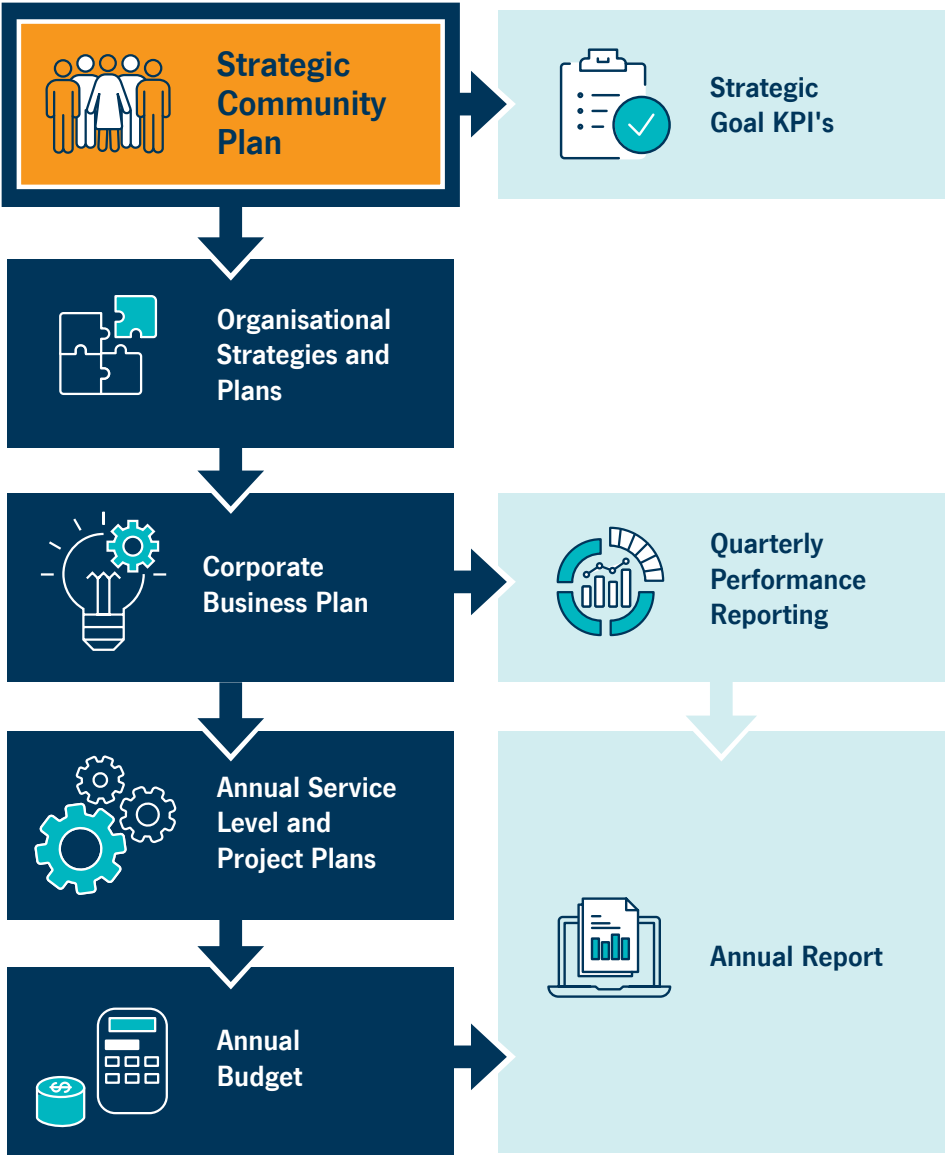 Strategic
Community
Plan
Strategic
Goal KPI's
Organisational
Strategies and
Plans
Corporate
Business Plan
Quarterly
Performance
Reporting
Annual Service
Level and
Project Plans
Annual Report
Annual
Budget
$